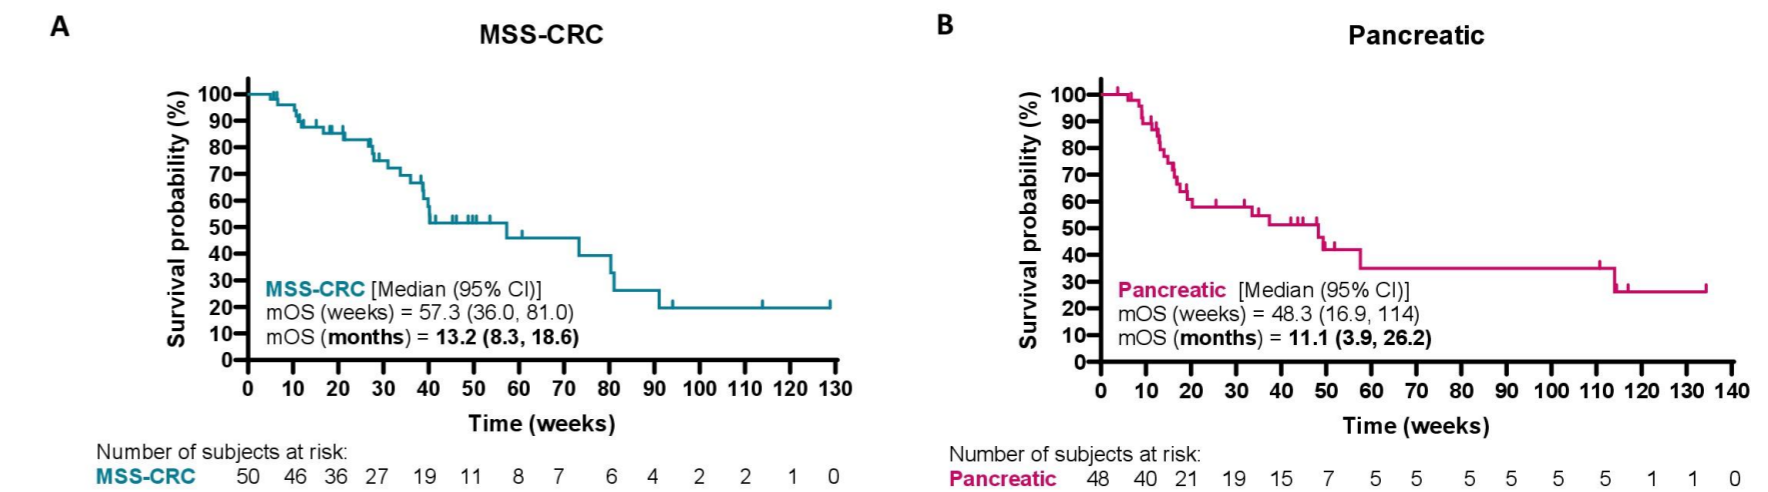 A
MSS-CRC
Survival probability (%)
100
90
80
70
60
50
40
30
20
10
0
MSS-CRC [Median (95% CI)]
mOS (weeks) = 57.3 (36.0, 81.0)
mOS (months) = 13.2 (8.3, 18.6)
0 10 20 30 40 50 60 70 80 90 100 110 120 130
Time (weeks)
Number of subjects at risk:
MSS-CRC 50 46 36 27 19 11 8 7 6 4 2 2 1 0
B
Pancreatic
Survival probability (%)
100
90
80
70
60
50
40
30
20
10
0
Pancreatic [Median (95% CI)]
mOS (weeks) = 48.3 (16.9, 114)
mOS (months) = 11.1 (3.9, 26.2)
0 10 20 30 40 50 60 70 80 90 100 110 120 130 140
Time (weeks)
Number of subjects at risk:
Pancreatic 48 40 21 19 15 7 5 5 5 5 5 5 1 1 0